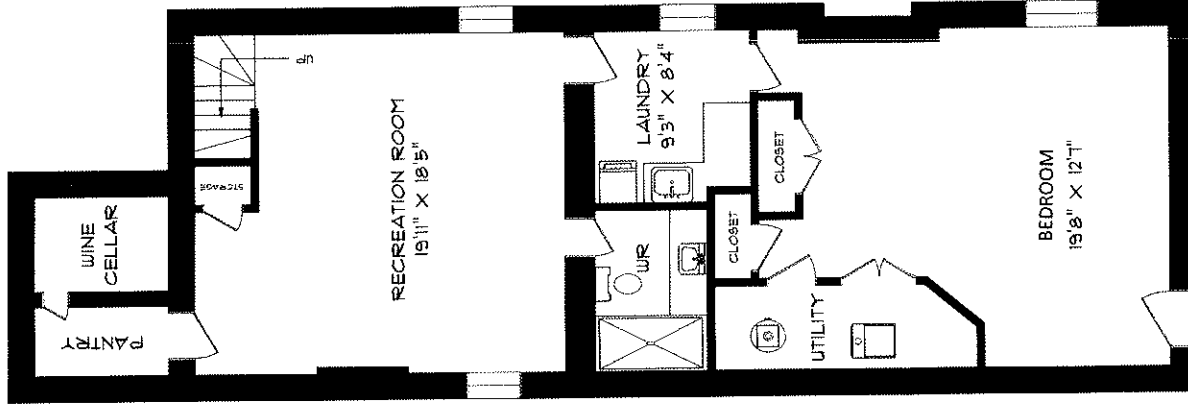 UP
STORAGE
WINE
CELLAR
PANTRY
RECREATION ROOM
19'11" X 18'5"
LAUNDRY
9'3" X 8'4"
WR
CLOSET
CLOSET
UTILITY
BEDROOM
19'8" X 12'7"